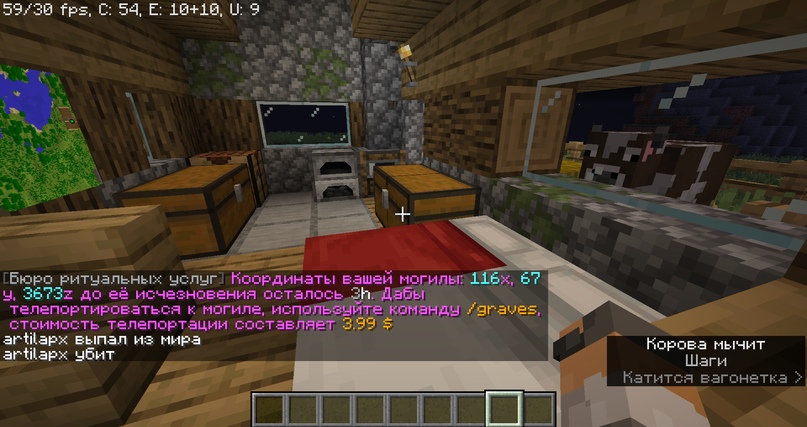 59/30 fps, C: 54, E: 10+10, U: 9
[Бюро ритуальных услуг] Координаты вашей могилы: 116x, 67
y, 3673z до её исчезновения осталось 3h. Дабы
телепортироваться к могиле, используйте команду /graves,
стоимость телепортации составляет 3.99 $
artilapx выпал из мира
artilapx убит
Корова мычит
Шаги
Катится вагонетка >